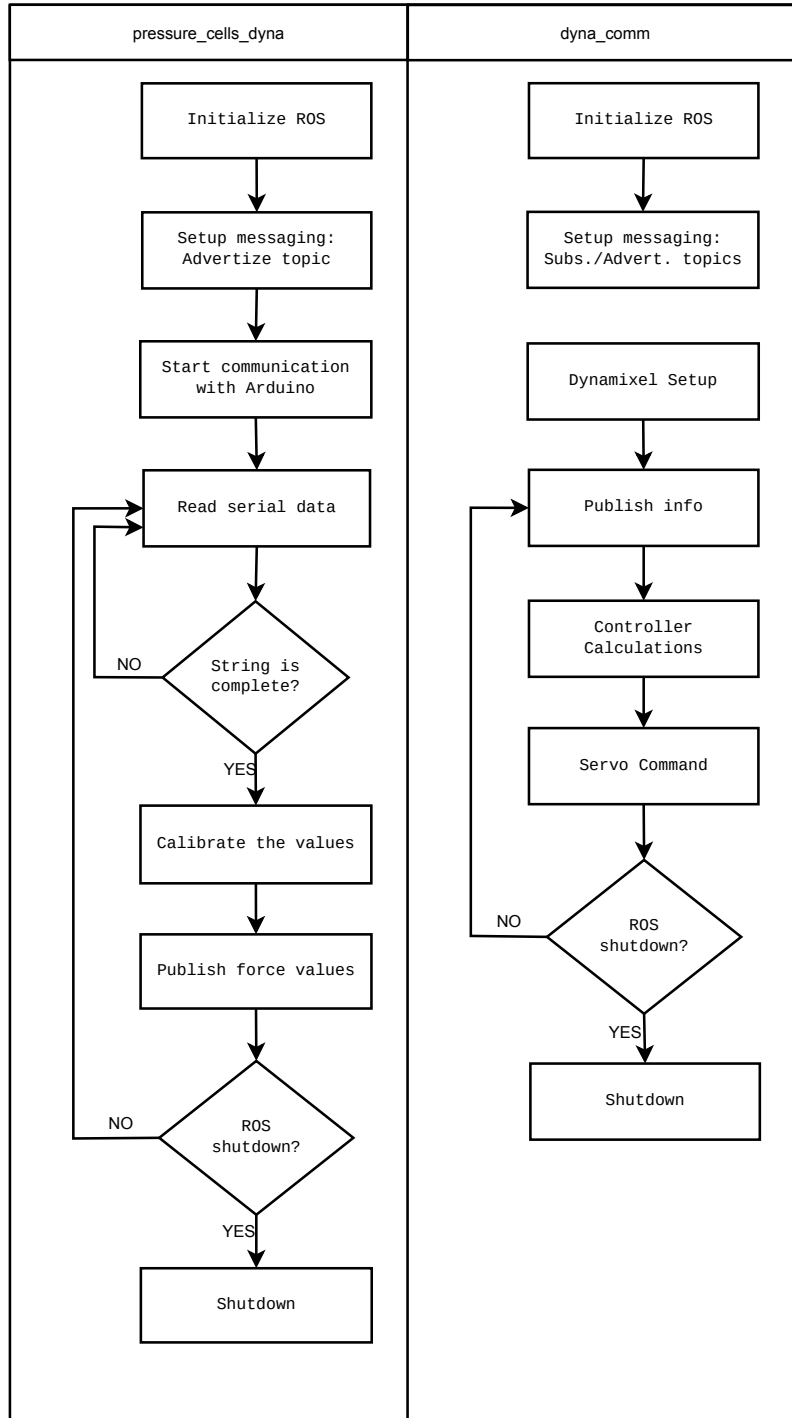 pressure_cells_dyna
dyna_comm
Initialize ROS
Setup messaging:
Advertize topic
Start communication
with Arduino
Read serial data
NO
String is
complete?
YES
Calibrate the values
Publish force values
NO
ROS
shutdown?
YES
Shutdown
Initialize ROS
Setup messaging:
Subs./Advert. topics
Dynamixel Setup
Publish info
Controller
Calculations
Servo Command
NO
ROS
shutdown?
YES
Shutdown